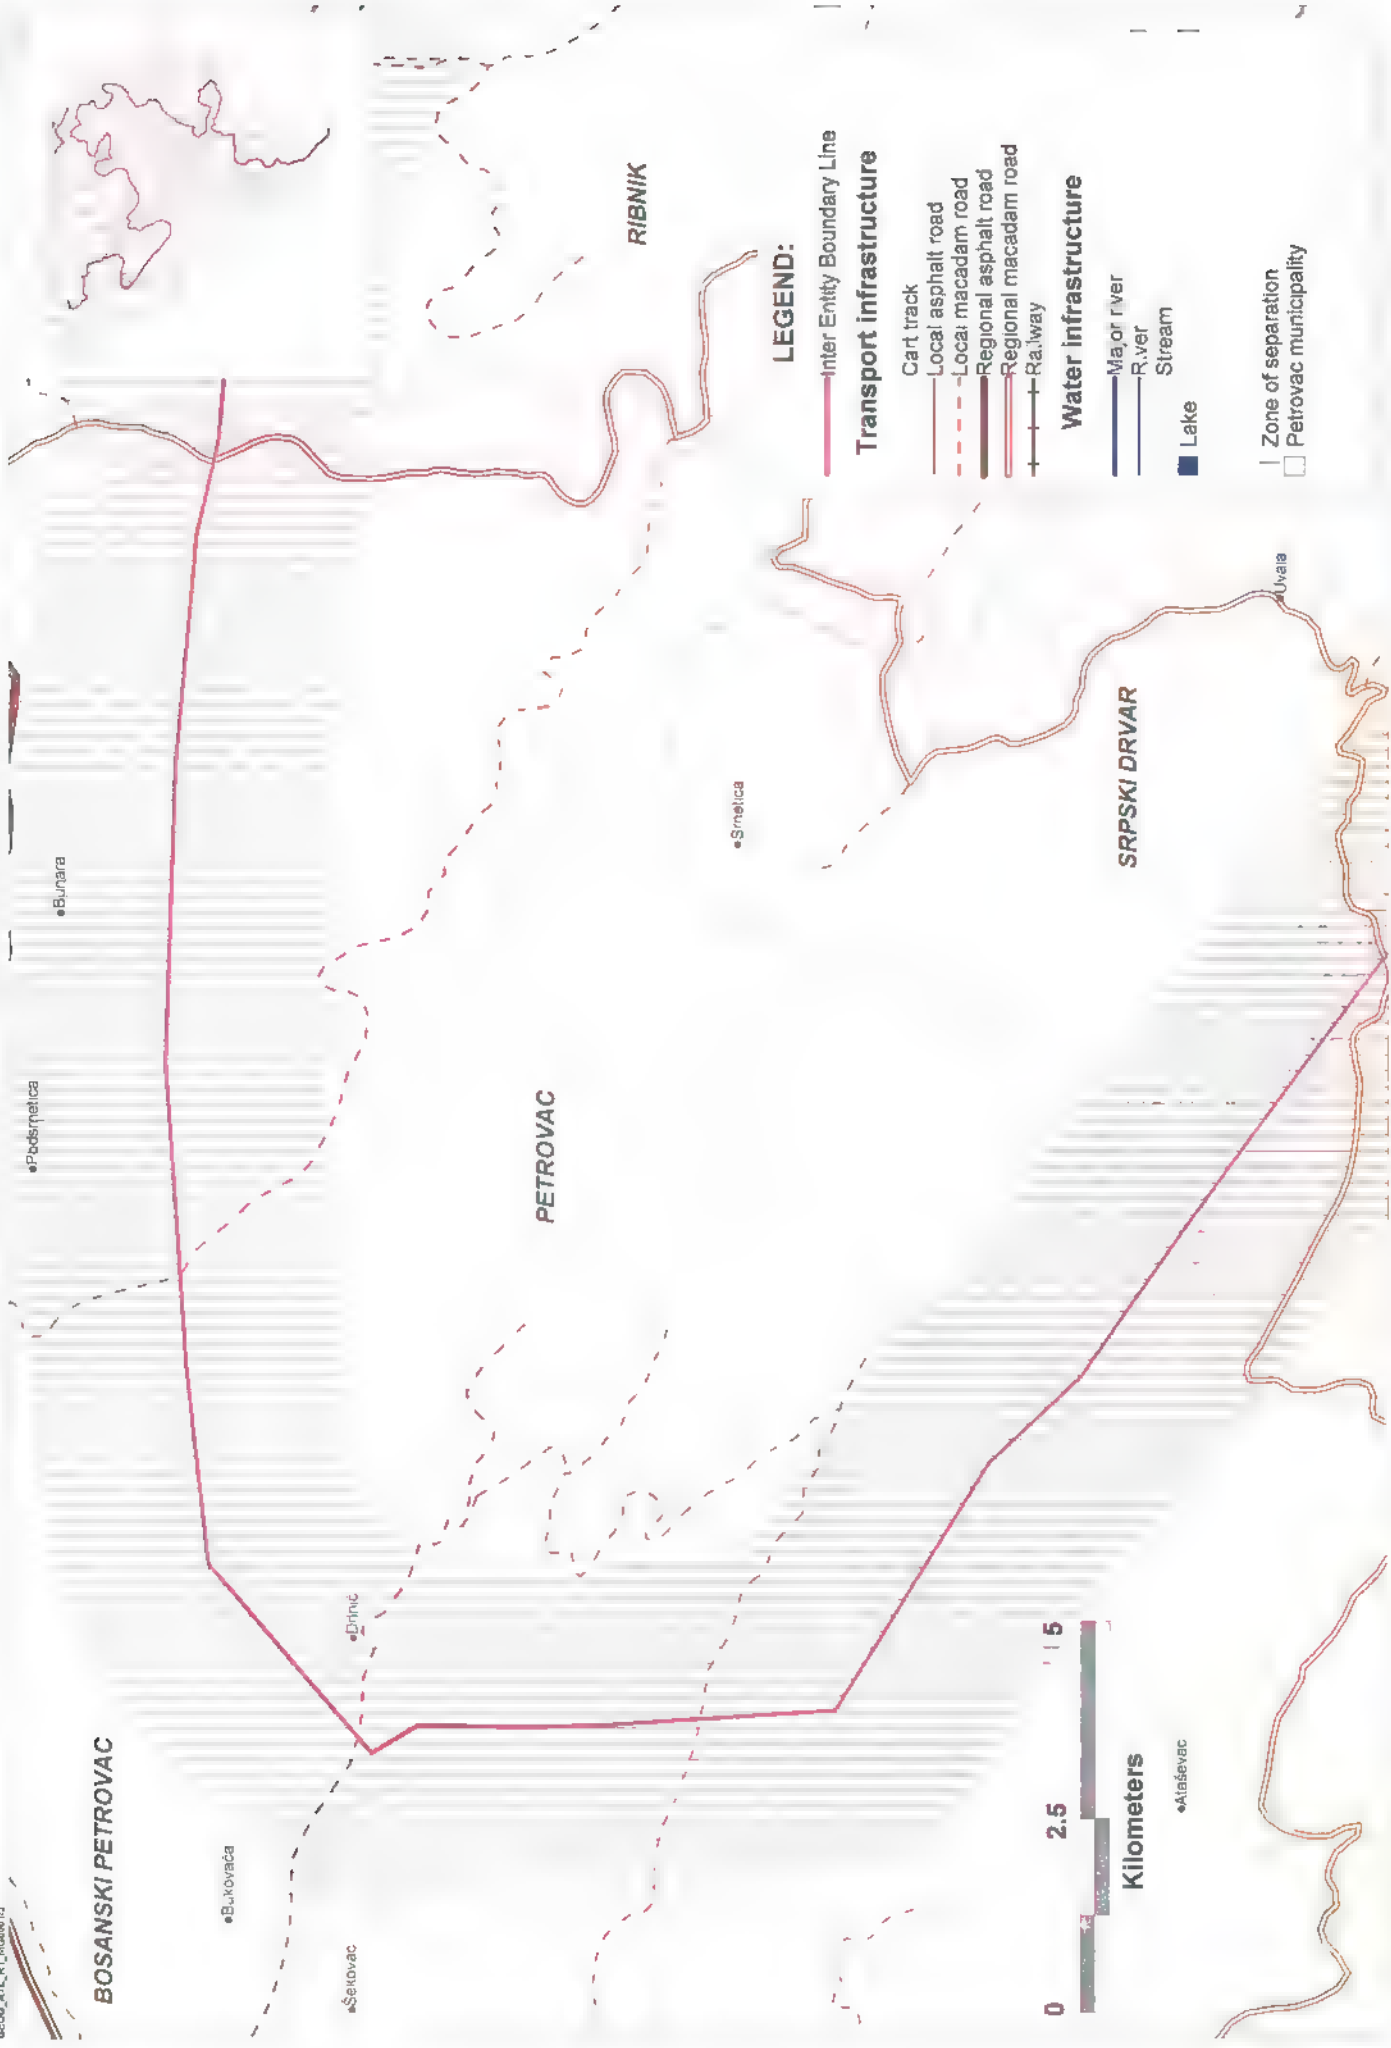 BOSANSKI PETROVAC
Bukovača
Šekovac
Drinić
Podsmetica
Bunara
PETROVAC
Smetica
RIBNIK
SRPSKI DRVAR
Uvala
Ataševac
0 2.5 5
Kilometers
LEGEND:
Inter Entity Boundary Line
Transport infrastructure
Cart track
Local asphalt road
Local macadam road
Regional asphalt road
Regional macadam road
Railway
Water infrastructure
Major river
River
Stream
Lake
Zone of separation
Petrovac municipality